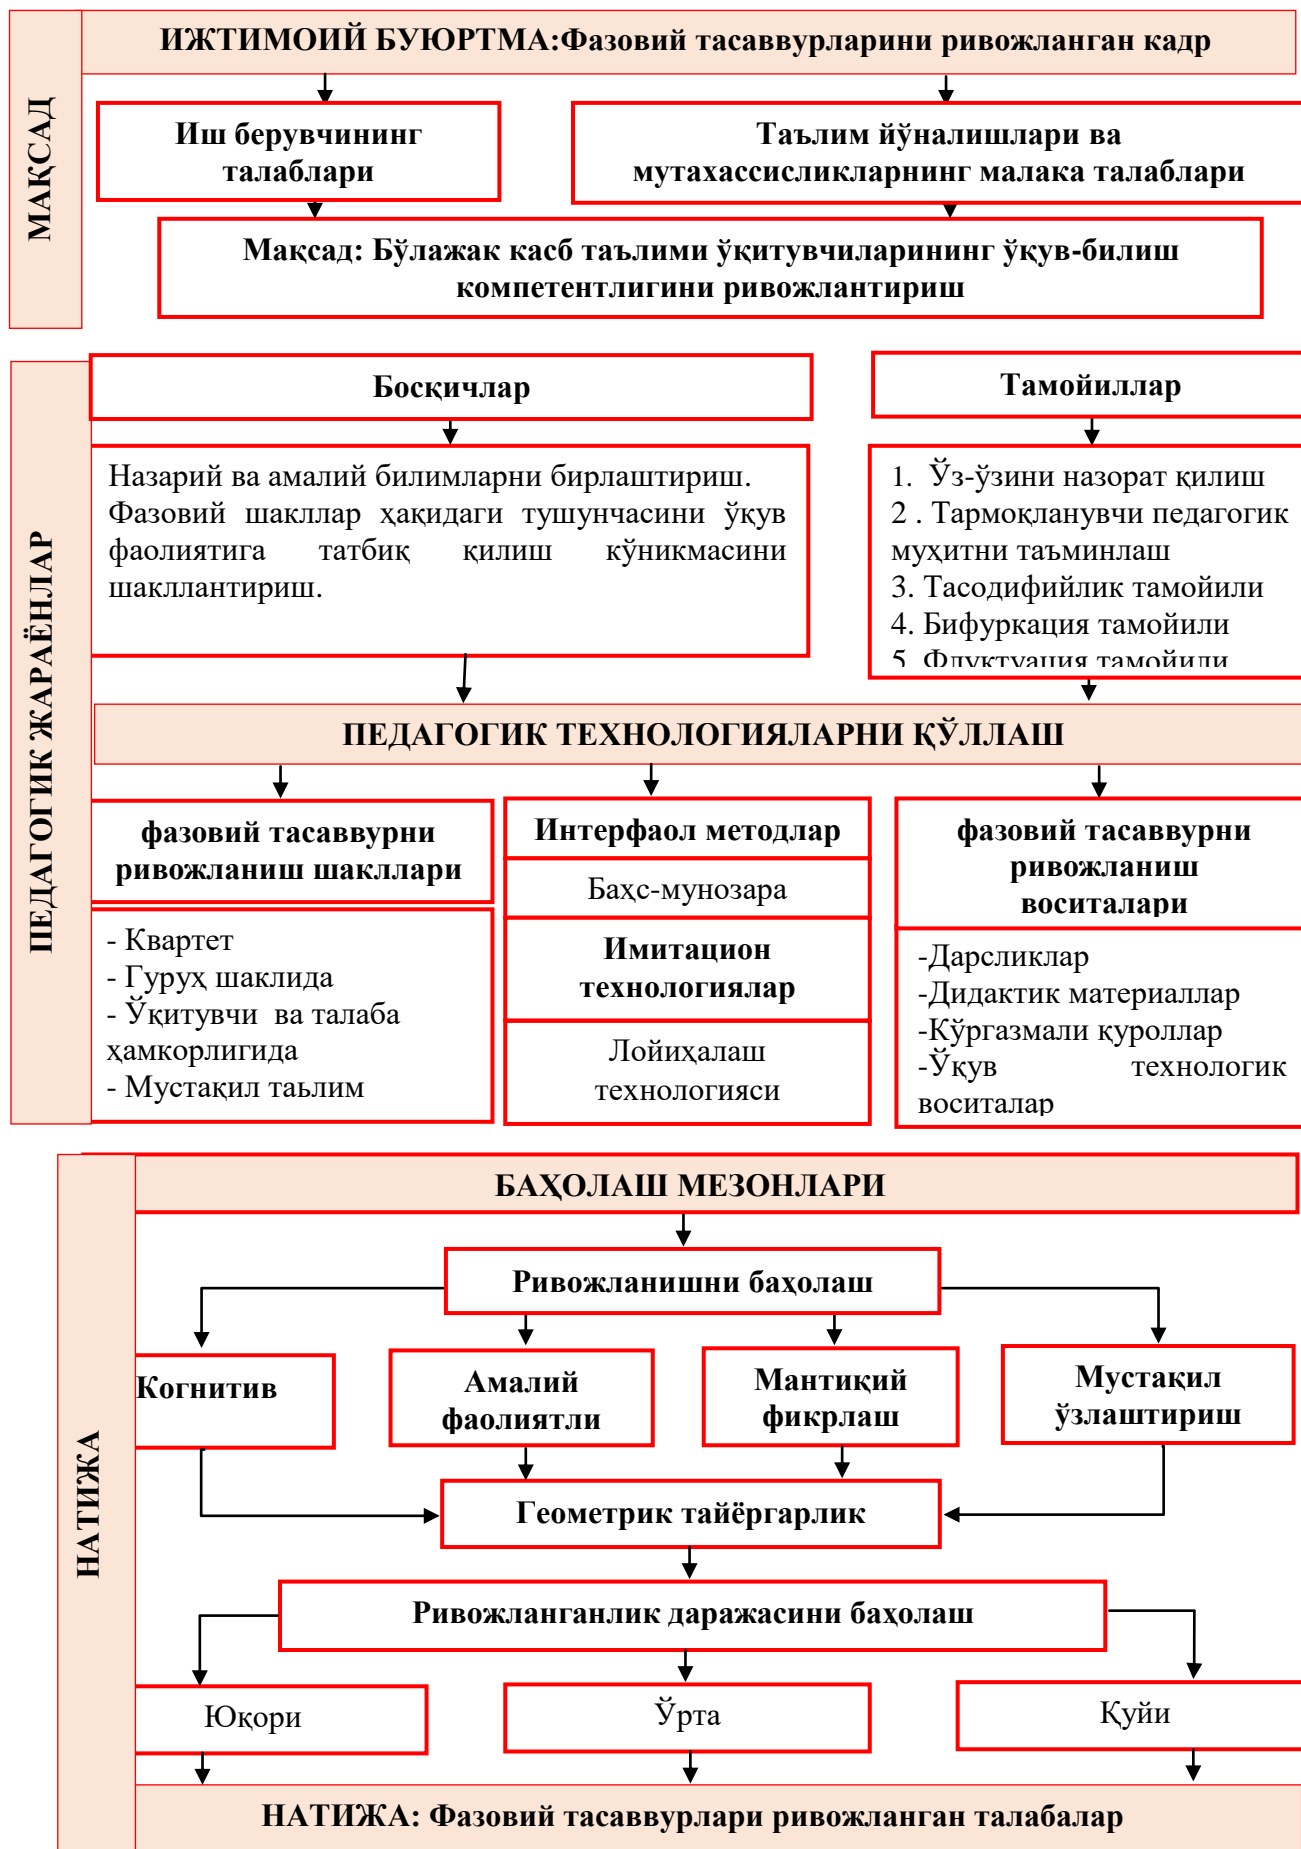 МАҚСАД
ИЖТИМОИЙ БУЮРТМА:Фазовий тасаввурларини ривожланган кадр
Иш берувчининг
талаблари
Таълим йўналишлари ва
мутахассисликларнинг малака талаблари
Мақсад: Бўлажак касб таълими ўқитувчиларининг ўқув-билиш
компетентлигини ривожлантириш
ПЕДАГОГИК ЖАРАЁНЛАР
Босқичлар
Назарий ва амалий билимларни бирлаштириш.
Фазовий шакллар ҳақидаги тушунчасини ўқув
фаолиятига татбиқ қилиш кўникмасини
шакллантириш.
Тамойиллар
1. Ўз-ўзини назорат қилиш
2 . Тармоқланувчи педагогик
муҳитни таъминлаш
3. Тасодифийлик тамойили
4. Бифуркация тамойили
5. Флуктуация тамойили
ПЕДАГОГИК ТЕХНОЛОГИЯЛАРНИ ҚЎЛЛАШ
фазовий тасаввурни
ривожланиш шакллари
- Квартет
- Гуруҳ шаклида
- Ўқитувчи ва талаба
ҳамкорлигида
- Мустақил таьлим
Интерфаол методлар
Баҳс-мунозара
Имитацион
технологиялар
Лойиҳалаш
технологияси
фазовий тасаввурни
ривожланиш
воситалари
-Дарсликлар
-Дидактик материаллар
-Кўргазмали қуроллар
-Ўқув технологик
воситалар
НАТИЖА
БАҲОЛАШ МЕЗОНЛАРИ
Ривожланишни баҳолаш
Когнитив
Амалий
фаолиятли
Мантиқий
фикрлаш
Мустақил
ўзлаштириш
Геометрик тайёргарлик
Ривожланганлик даражасини баҳолаш
Юқори
Ўрта
Қуйи
НАТИЖА: Фазовий тасаввурлари ривожланган талабалар